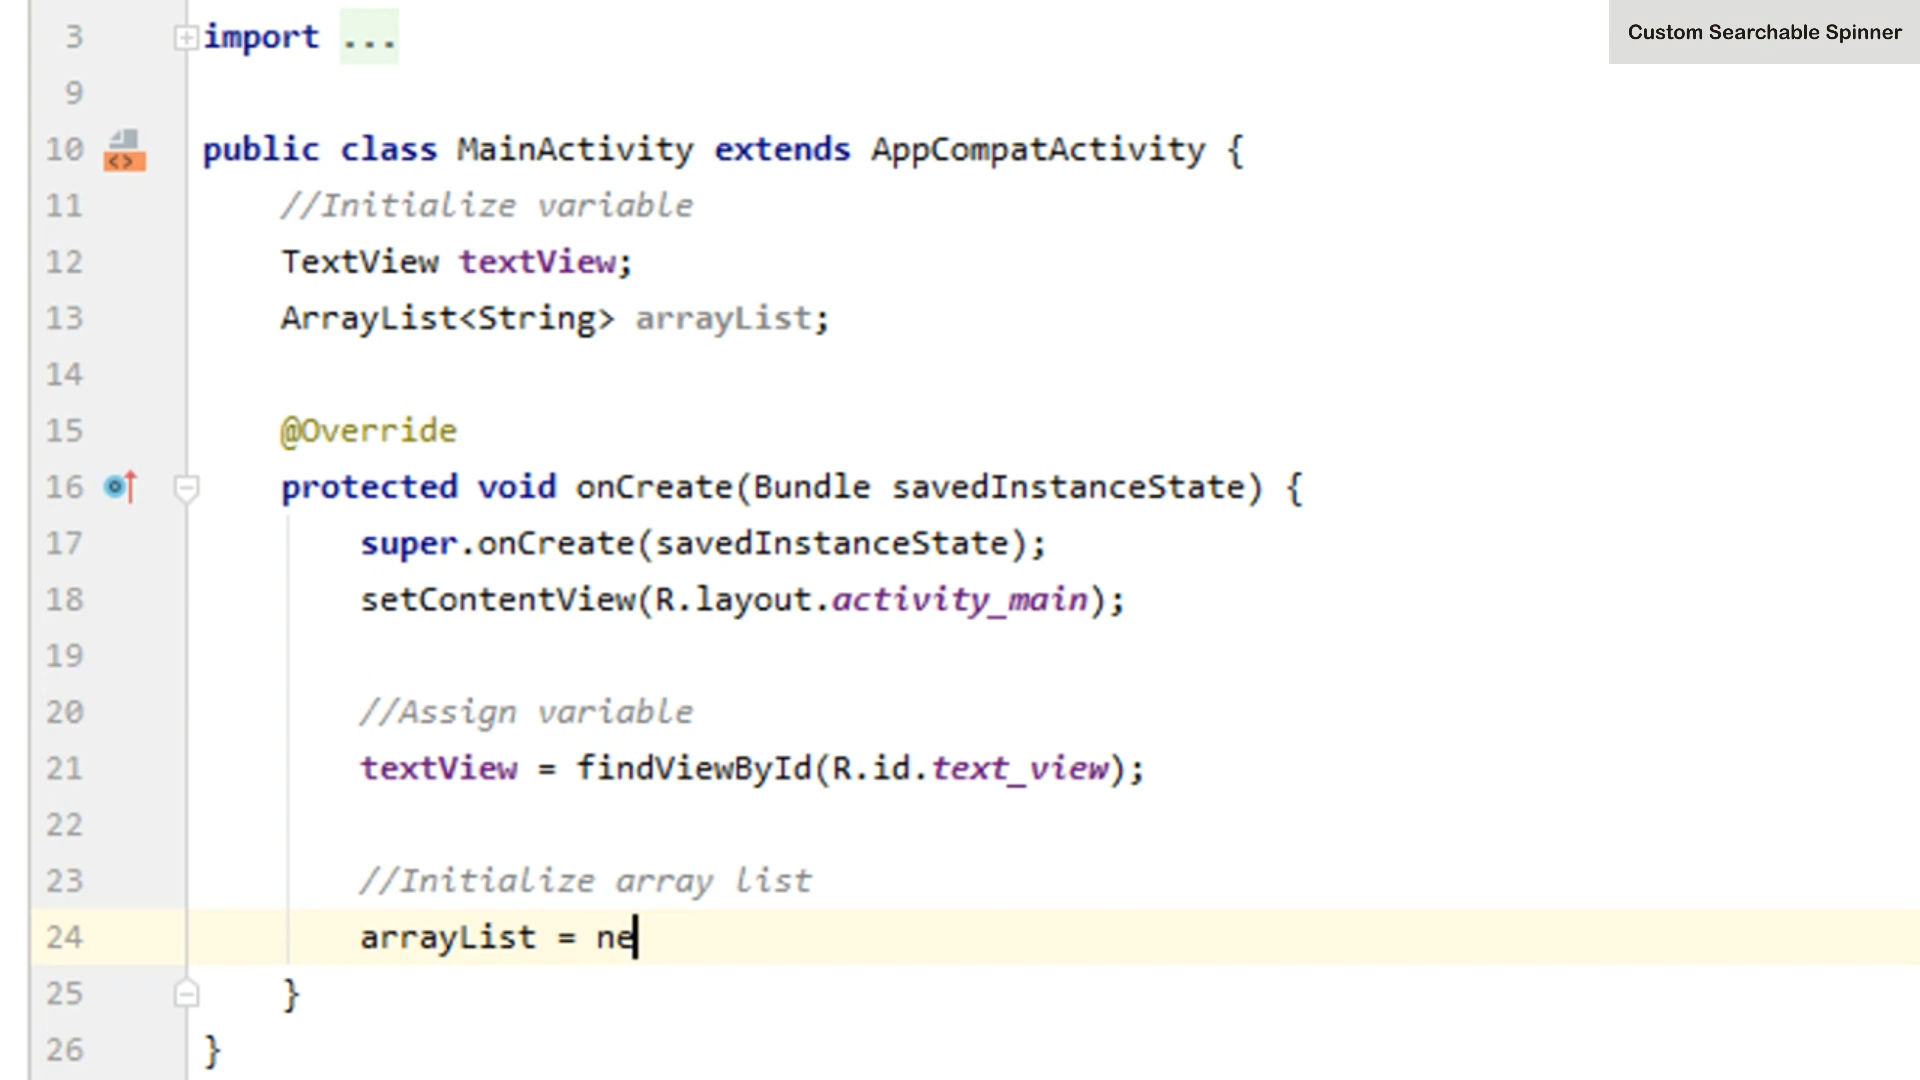 Custom Searchable Spinner
3 import ...
9
10 public class MainActivity extends AppCompatActivity {
11 //Initialize variable
12 TextView textView;
13 ArrayList<String> arrayList;
14
15 @Override
16 protected void onCreate(Bundle savedInstanceState) {
17 super.onCreate(savedInstanceState);
18 setContentView(R.layout.activity_main);
19
20 //Assign variable
21 textView = findViewById(R.id.text_view);
22
23 //Initialize array list
24 arrayList = ne
25 }
26 }